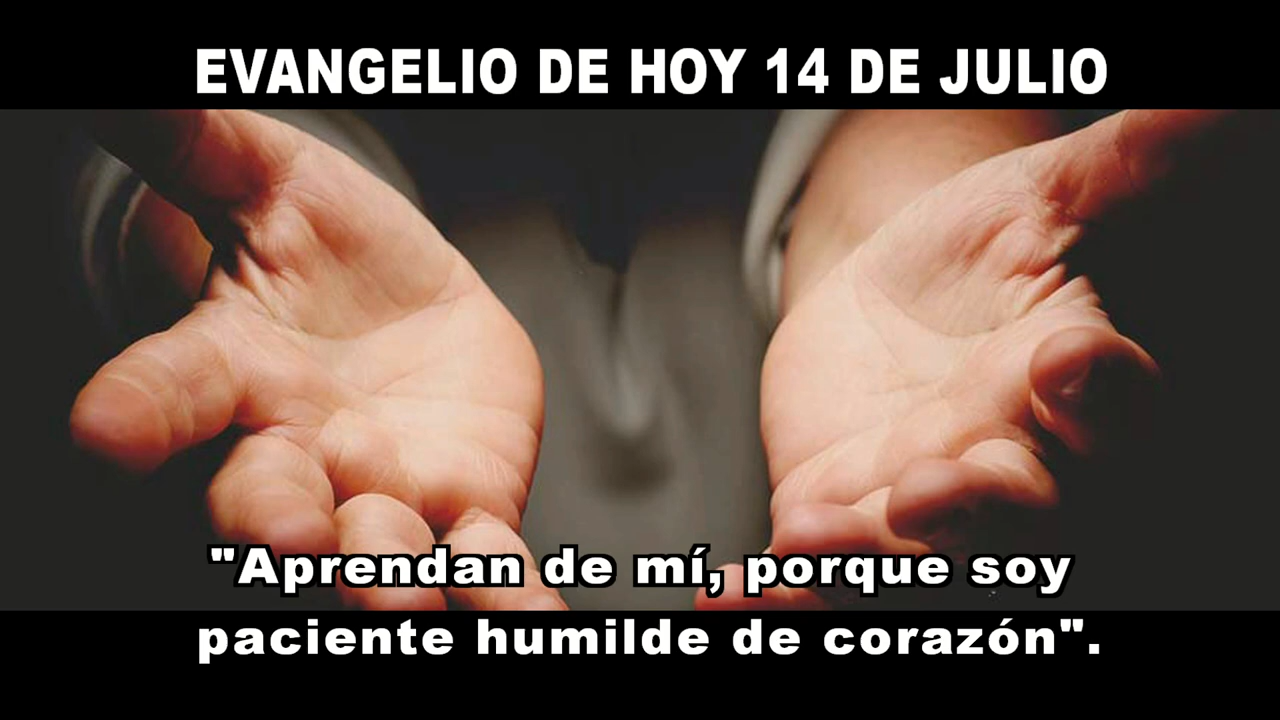 EVANGELIO DE HOY 14 DE JULIO
"Aprendan de mí, porque soy
paciente humilde de corazón".